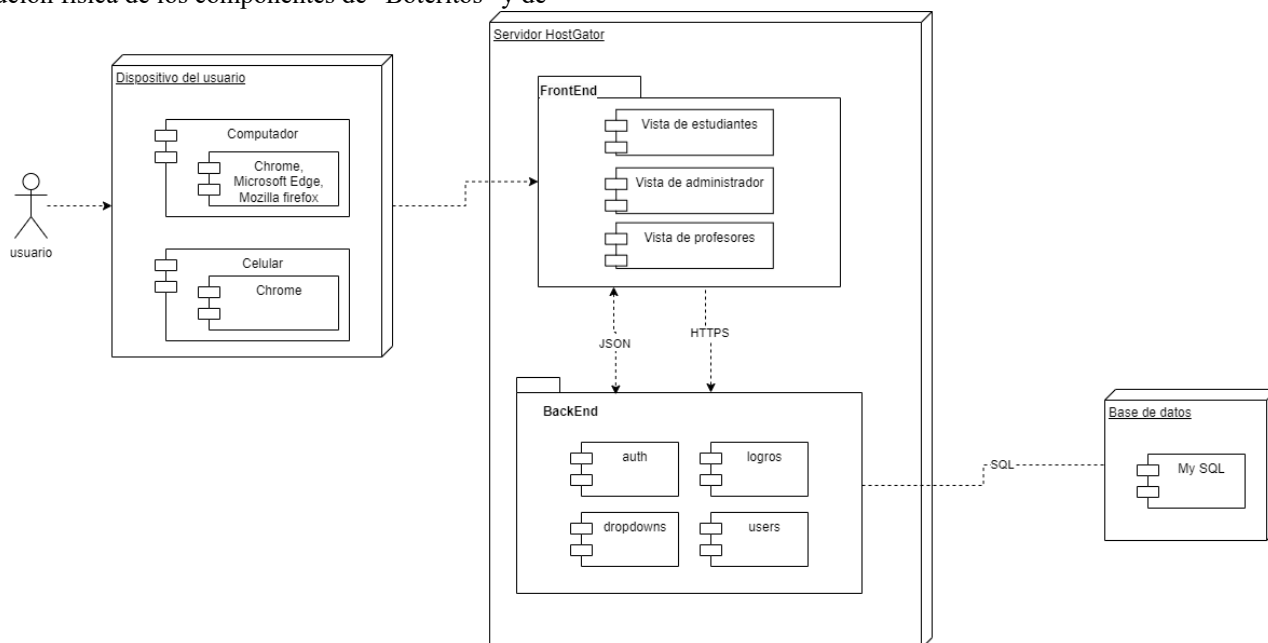 física de los componentes de "Boteritos" y de
Servidor HostGator
Dispositivo del usuario
FrontEnd
Computador
Chrome,
Microsoft Edge,
Mozilla firefox
Vista de estudiantes
Vista de administrador
Vista de profesores
usuario
Celular
Chrome
JSON
HTTPS
BackEnd
auth
logros
dropdowns
users
SQL
Base de datos
My SQL